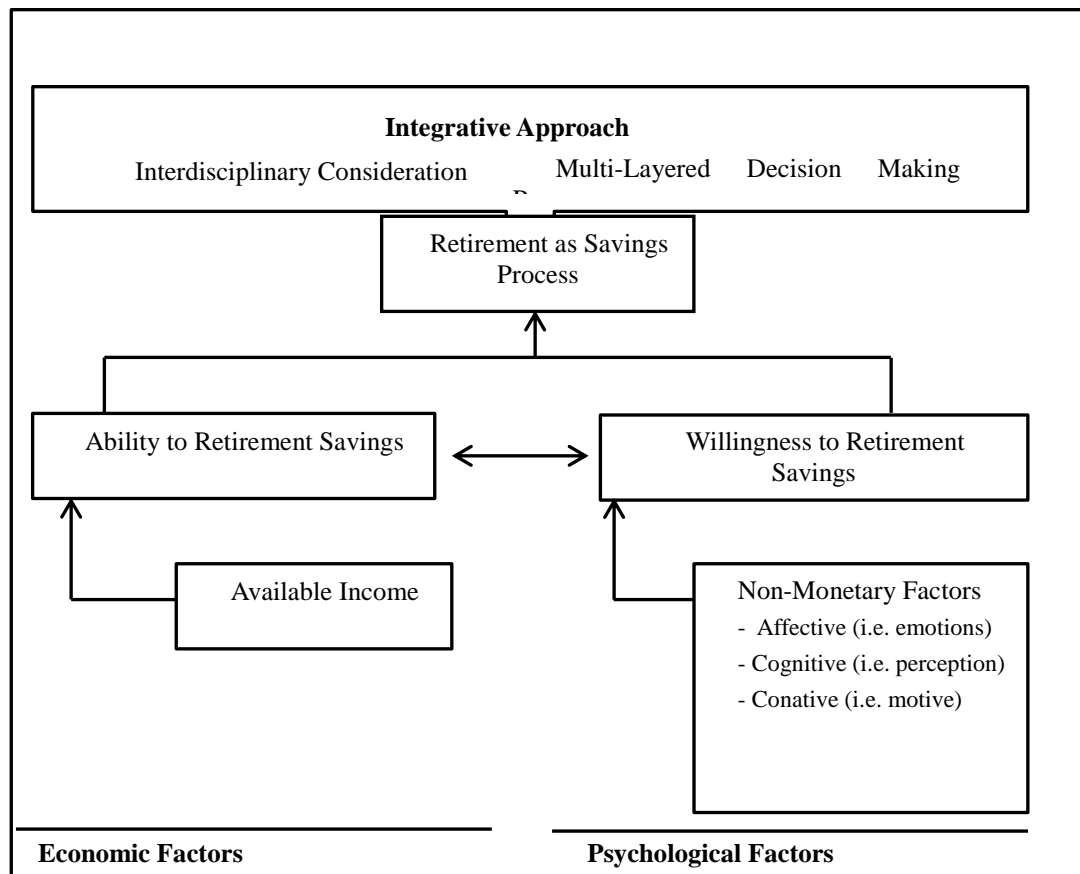 Integrative Approach
Interdisciplinary Consideration Multi-Layered Decision Making
Retirement as Savings
Process
Ability to Retirement Savings
Willingness to Retirement
Savings
Available Income
Non-Monetary Factors
- Affective (i.e. emotions)
- Cognitive (i.e. perception)
- Conative (i.e. motive)
Economic Factors
Psychological Factors